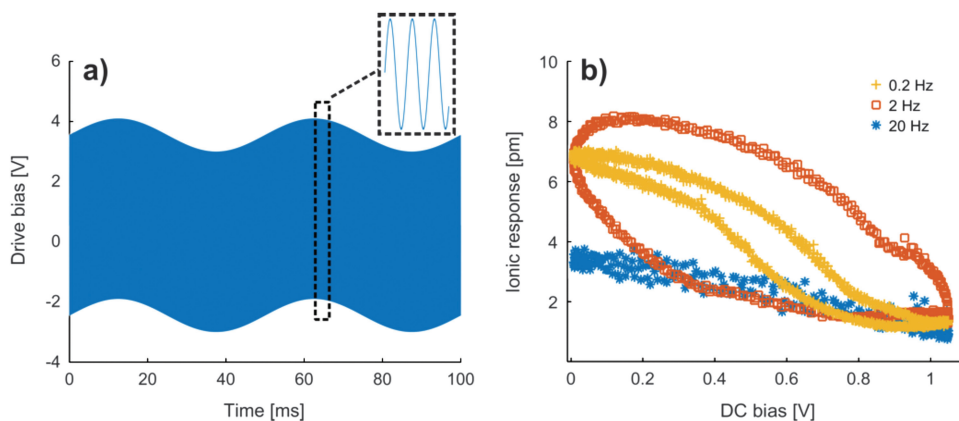 a)
6
4
2
0
-2
-4
Drive bias [V]
0
20
40
60
80
100
Time [ms]
b)
10
8
6
4
2
Ionic response [pm]
0.2 Hz
2 Hz
20 Hz
0
0.2
0.4
0.6
0.8
1
DC bias [V]